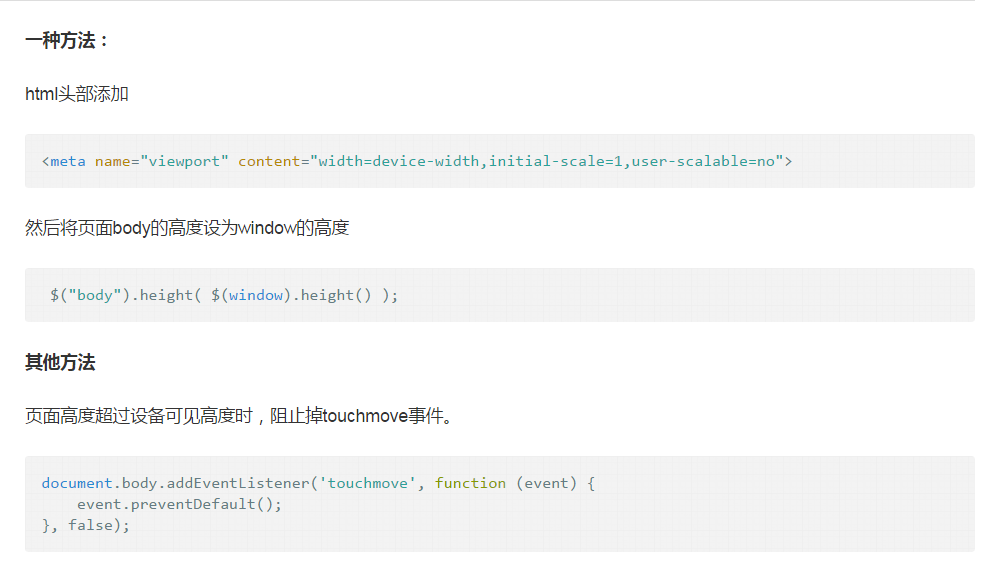 一种方法：
html头部添加
<meta name="viewport" content="width=device-width,initial-scale=1,user-scalable=no">
然后将页面body的高度设为window的高度
$("body").height( $(window).height() );
其他方法
页面高度超过设备可见高度时，阻止掉touchmove事件。
document.body.addEventListener('touchmove', function (event) {
    event.preventDefault();
}, false);